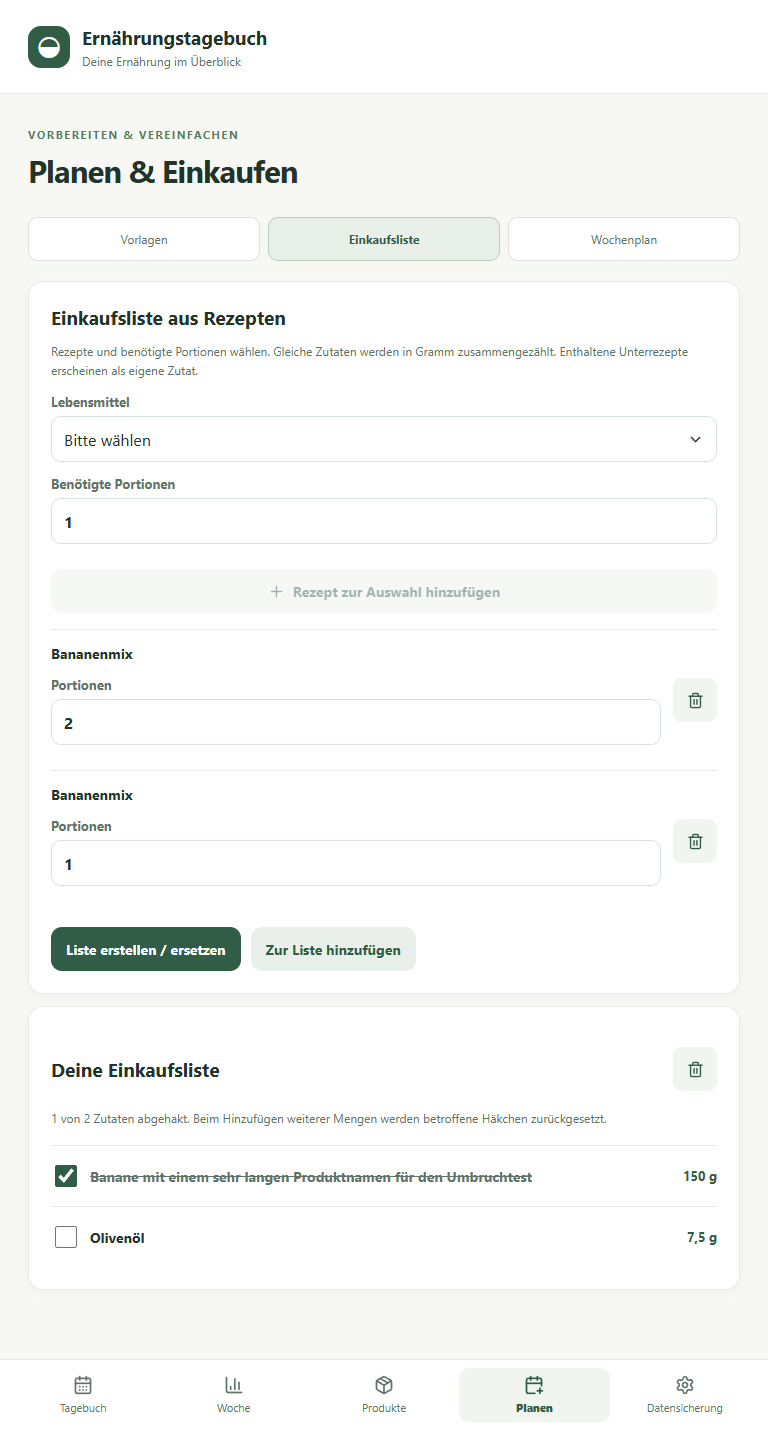 Ernährungstagebuch
Deine Ernährung im Überblick
VORBEREITEN & VEREINFACHEN
Planen & Einkaufen
Vorlagen
Einkaufsliste
Wochenplan
Einkaufsliste aus Rezepten
Rezepte und benötigte Portionen wählen. Gleiche Zutaten werden in Gramm zusammengezählt. Enthaltene Unterrezepte
erscheinen als eigene Zutat.
Lebensmittel
Bitte wählen
Benötigte Portionen
1
Rezept zur Auswahl hinzufügen
Bananenmix
Portionen
2
Bananenmix
Portionen
1
Liste erstellen / ersetzen
Zur Liste hinzufügen
Deine Einkaufsliste
1 von 2 Zutaten abgehakt. Beim Hinzufügen weiterer Mengen werden betroffene Häkchen zurückgesetzt.
Banane mit einem sehr langen Produktnamen für den Umbruchtest 150 g
Olivenöl 7,5 g
Tagebuch
Woche
Produkte
Planen
Datensicherung